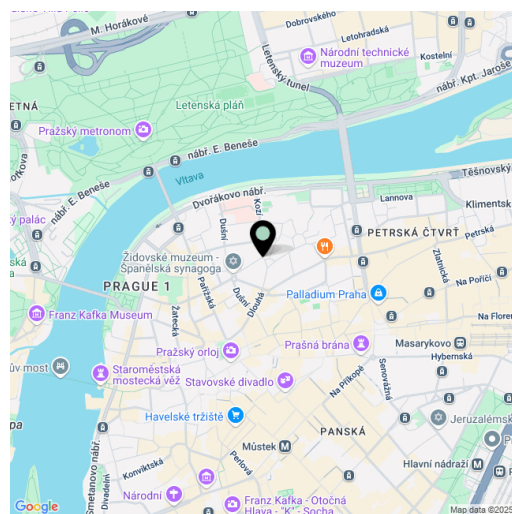 M. Horákové
Dobrovského
Letohradská
Národní technické
muzeum
Kostelní
Letenský tunel
nábř. Kpt. Jaroše
ETNÁ
Letenská pláň
Pražský metronom
nábř. E. Beneše
Těšnovský
Vltava
nábř. E. Beneše
Dvořákovo nábř.
Lannova
Kozí
Klimentsk
Dušní
PETRSKÁ ČTVRŤ
Petrská
ký palác
Židovské muzeum -
Španělská synagoga
Zlatnická
Na Poříčí
PRAGUE 1
Pařížská
Dušní
Dlouhá
Palladium Praha
Franz Kafka Museum
Žatecká
Na Floren
Prašná brána
Masarykovo
Pražský orloj
Hybernská
ův most
Staroměstská
mostecká věž
Stavovské divadlo
Na Příkopě
Senovážná
Havelské tržiště
Jeruzalémsk
PANSKÁ
Můstek
Smetanovo nábř.
Konviktská
Perlová
Hlavní nádraží
Divadelní
Národní
Franz Kafka - Otočná
Hlava - "K" - Socha
Google
Map data ©2025